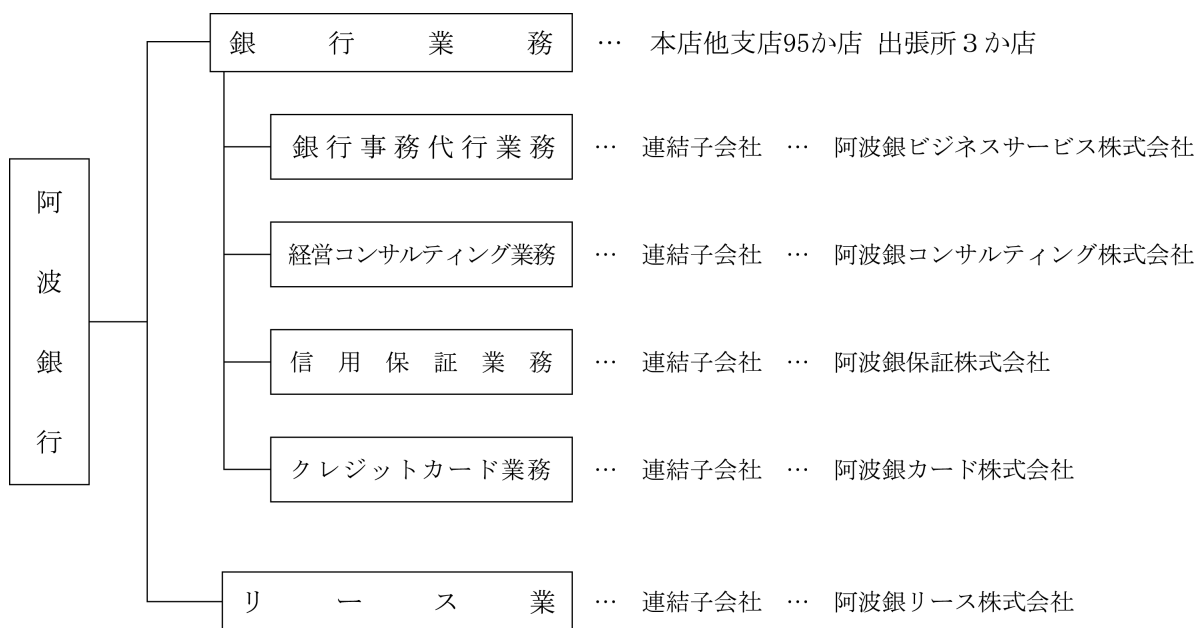 阿波銀行
銀行業務 … 本店他支店95か店 出張所３か店
銀行事務代行業務 … 連結子会社 … 阿波銀ビジネスサービス株式会社
経営コンサルティング業務 … 連結子会社 … 阿波銀コンサルティング株式会社
信用保証業務 … 連結子会社 … 阿波銀保証株式会社
クレジットカード業務 … 連結子会社 … 阿波銀カード株式会社
リース業 … 連結子会社 … 阿波銀リース株式会社